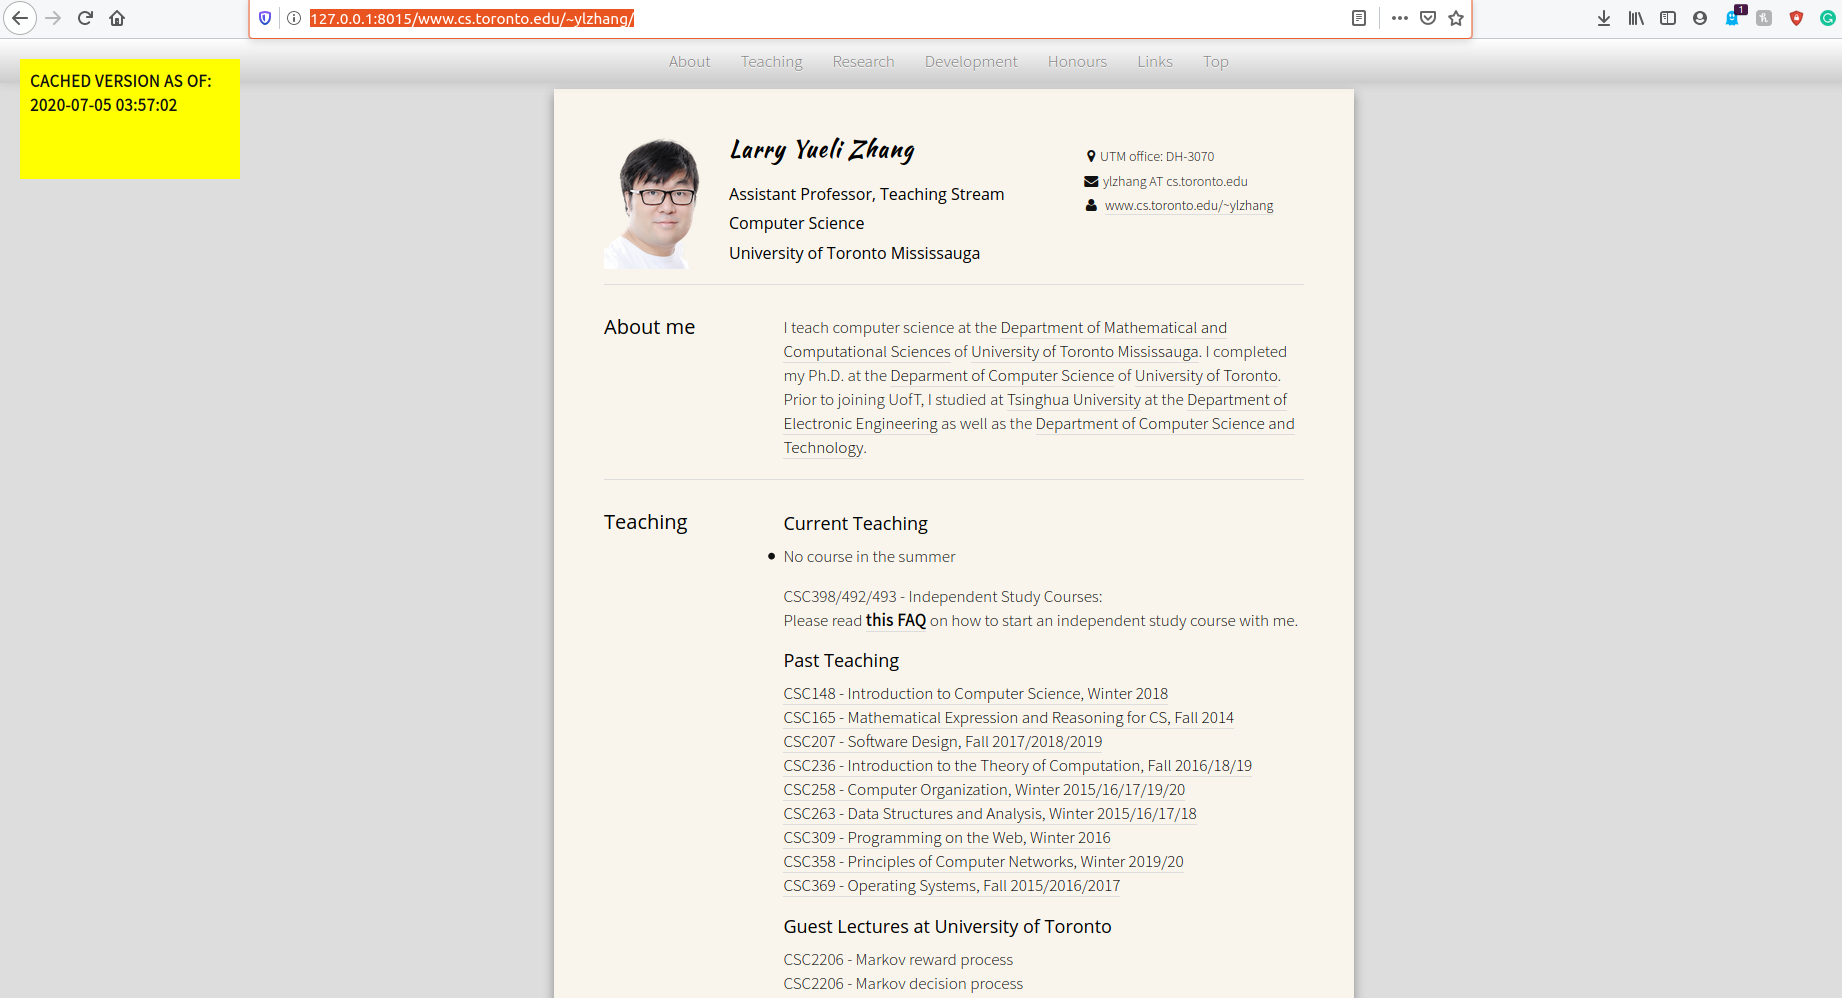 127.0.0.1:8015/www.cs.toronto.edu/~ylzhang/
1
About Teaching Research Development Honours Links Top
CACHED VERSION AS OF:
2020-07-05 03:57:02
Larry Yueli Zhang
Assistant Professor, Teaching Stream
Computer Science
University of Toronto Mississauga
UTM office: DH-3070
ylzhang AT cs.toronto.edu
www.cs.toronto.edu/~ylzhang
About me
I teach computer science at the Department of Mathematical and
Computational Sciences of University of Toronto Mississauga. I completed
my Ph.D. at the Deparment of Computer Science of University of Toronto.
Prior to joining UofT, I studied at Tsinghua University at the Department of
Electronic Engineering as well as the Department of Computer Science and
Technology.
Teaching
Current Teaching
No course in the summer
CSC398/492/493 - Independent Study Courses:
Please read this FAQ on how to start an independent study course with me.
Past Teaching
CSC148 - Introduction to Computer Science, Winter 2018
CSC165 - Mathematical Expression and Reasoning for CS, Fall 2014
CSC207 - Software Design, Fall 2017/2018/2019
CSC236 - Introduction to the Theory of Computation, Fall 2016/18/19
CSC258 - Computer Organization, Winter 2015/16/17/19/20
CSC263 - Data Structures and Analysis, Winter 2015/16/17/18
CSC309 - Programming on the Web, Winter 2016
CSC358 - Principles of Computer Networks, Winter 2019/20
CSC369 - Operating Systems, Fall 2015/2016/2017
Guest Lectures at University of Toronto
CSC2206 - Markov reward process
CSC2206 - Markov decision process